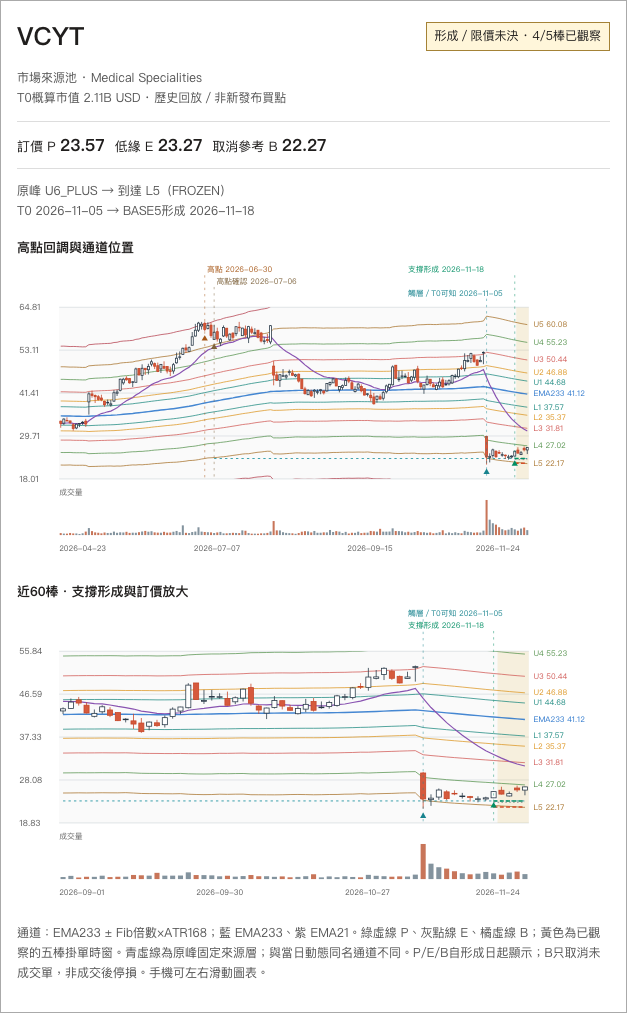 VCYT
形成 / 限價未決 · 4/5棒已觀察
市場來源池 · Medical Specialities
T0概算市值 2.11B USD · 歷史回放 / 非新發布買點
訂價 P 23.57 低緣 E 23.27 取消參考 B 22.27
原峰 U6_PLUS → 到達 L5（FROZEN）
T0 2026-11-05 → BASE5形成 2026-11-18
高點回調與通道位置
高點 2026-06-30
支撐形成 2026-11-18
高點確認 2026-07-06
觸層 / T0可知 2026-11-05
64.81
53.11
41.41
29.71
18.01
U5 60.08
U4 55.23
U3 50.44
U2 46.88
U1 44.68
EMA233 41.12
L1 37.57
L2 35.37
L3 31.81
L4 27.02
L5 22.17
成交量
2026-04-23
2026-07-07
2026-09-15
2026-11-24
近60棒 · 支撐形成與訂價放大
觸層 / T0可知 2026-11-05
支撐形成 2026-11-18
55.84
46.59
37.33
28.08
18.83
U4 55.23
U3 50.44
U2 46.88
U1 44.68
EMA233 41.12
L1 37.57
L2 35.37
L3 31.81
L4 27.02
L5 22.17
成交量
2026-09-01
2026-09-30
2026-10-27
2026-11-24
通道：EMA233 ± Fib倍數×ATR168；藍 EMA233、紫 EMA21。綠虛線 P、灰點線 E、橘虛線 B；黃色為已觀
察的五棒掛單時窗。青虛線為原峰固定來源層；與當日動態同名通道不同。P/E/B自形成日起顯示；B只取消未
成交單，非成交後停損。手機可左右滑動圖表。